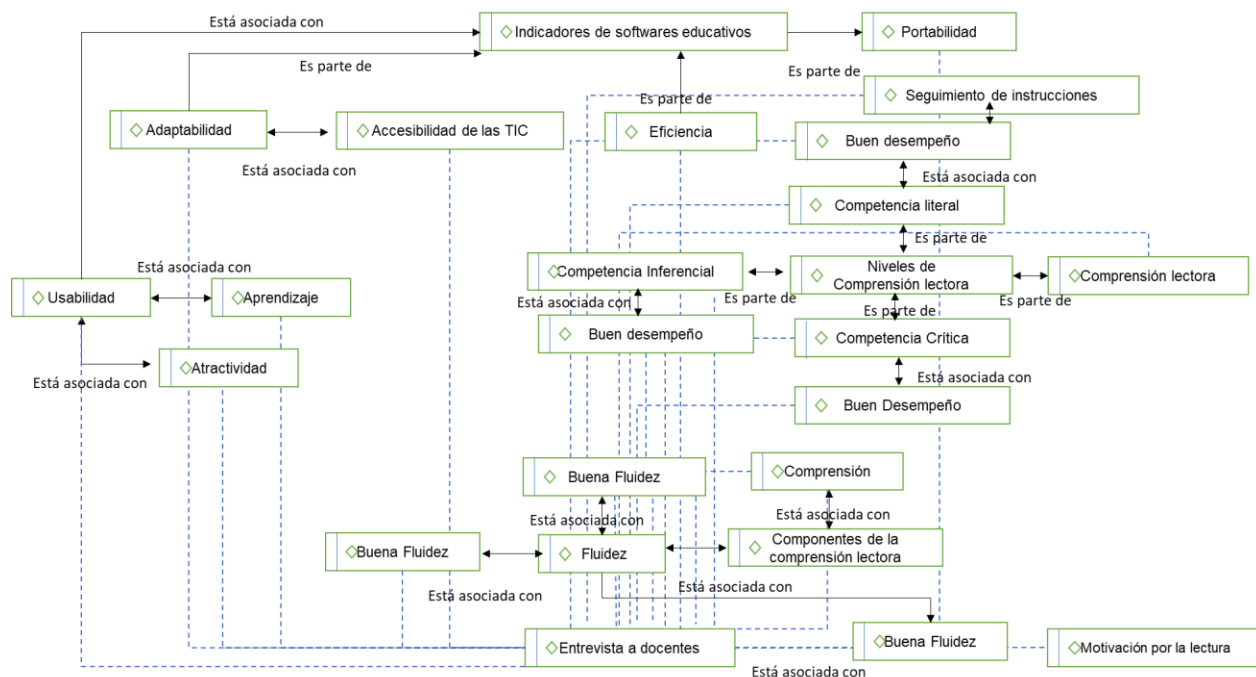 Está asociada con
Indicadores de softwares educativos
Portabilidad
Es parte de
Es parte de
Seguimiento de instrucciones
Es parte de
Adaptabilidad
Accesibilidad de las TIC
Eficiencia
Buen desempeño
Está asociada con
Está asociada con
Competencia literal
Es parte de
Está asociada con
Competencia Inferencial
Niveles de
Comprensión lectora
Comprensión lectora
Usabilidad
Aprendizaje
Está asociada con
Es parte de
Es parte de
Es parte de
Buen desempeño
Competencia Crítica
Atractividad
Está asociada con
Está asociada con
Buen Desempeño
Buena Fluidez
Comprensión
Está asociada con
Está asociada con
Buena Fluidez
Fluidez
Componentes de la
comprensión lectora
Está asociada con
Está asociada con
Entrevista a docentes
Buena Fluidez
Motivación por la lectura
Está asociada con